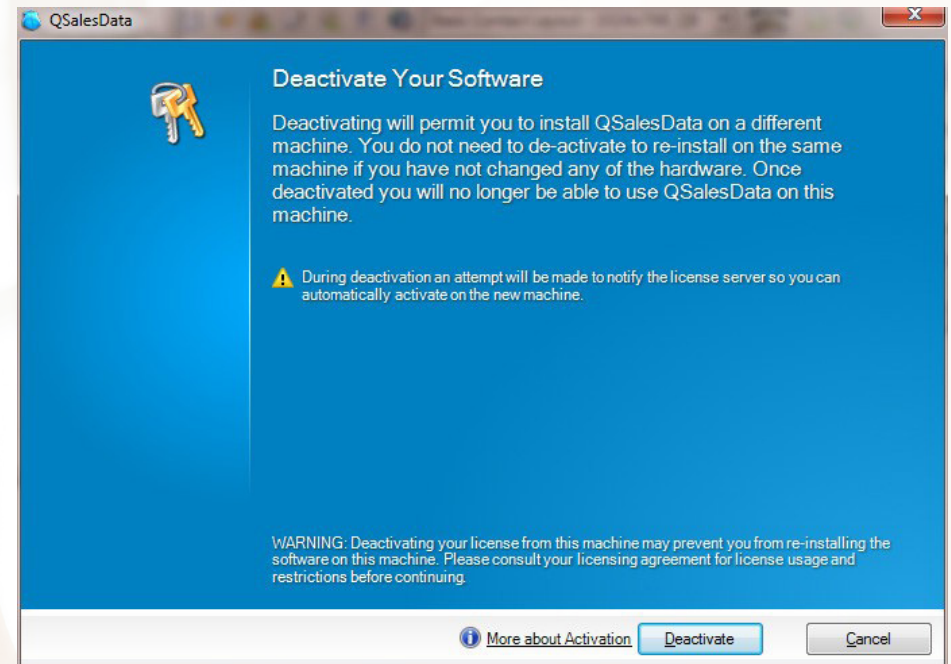 QSalesData
Deactivate Your Software
Deactivating will permit you to install QSalesData on a different
machine. You do not need to de-activate to re-install on the same
machine if you have not changed any of the hardware. Once
deactivated you will no longer be able to use QSalesData on this
machine.
During deactivation an attempt will be made to notify the license server so you can
automatically activate on the new machine.
WARNING: Deactivating your license from this machine may prevent you from re-installing the
software on this machine. Please consult your licensing agreement for license usage and
restrictions before continuing.
More about Activation Deactivate Cancel